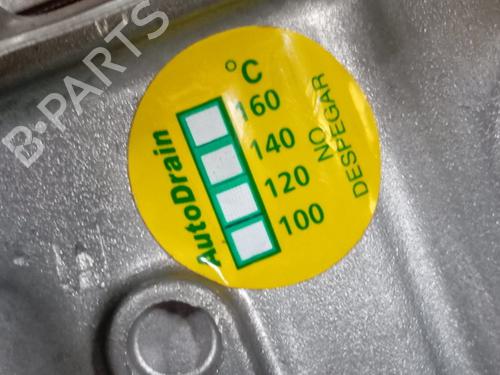 B-PARTS
°C
160
140
120
100
AutoDrain
NO
DESPEGAR